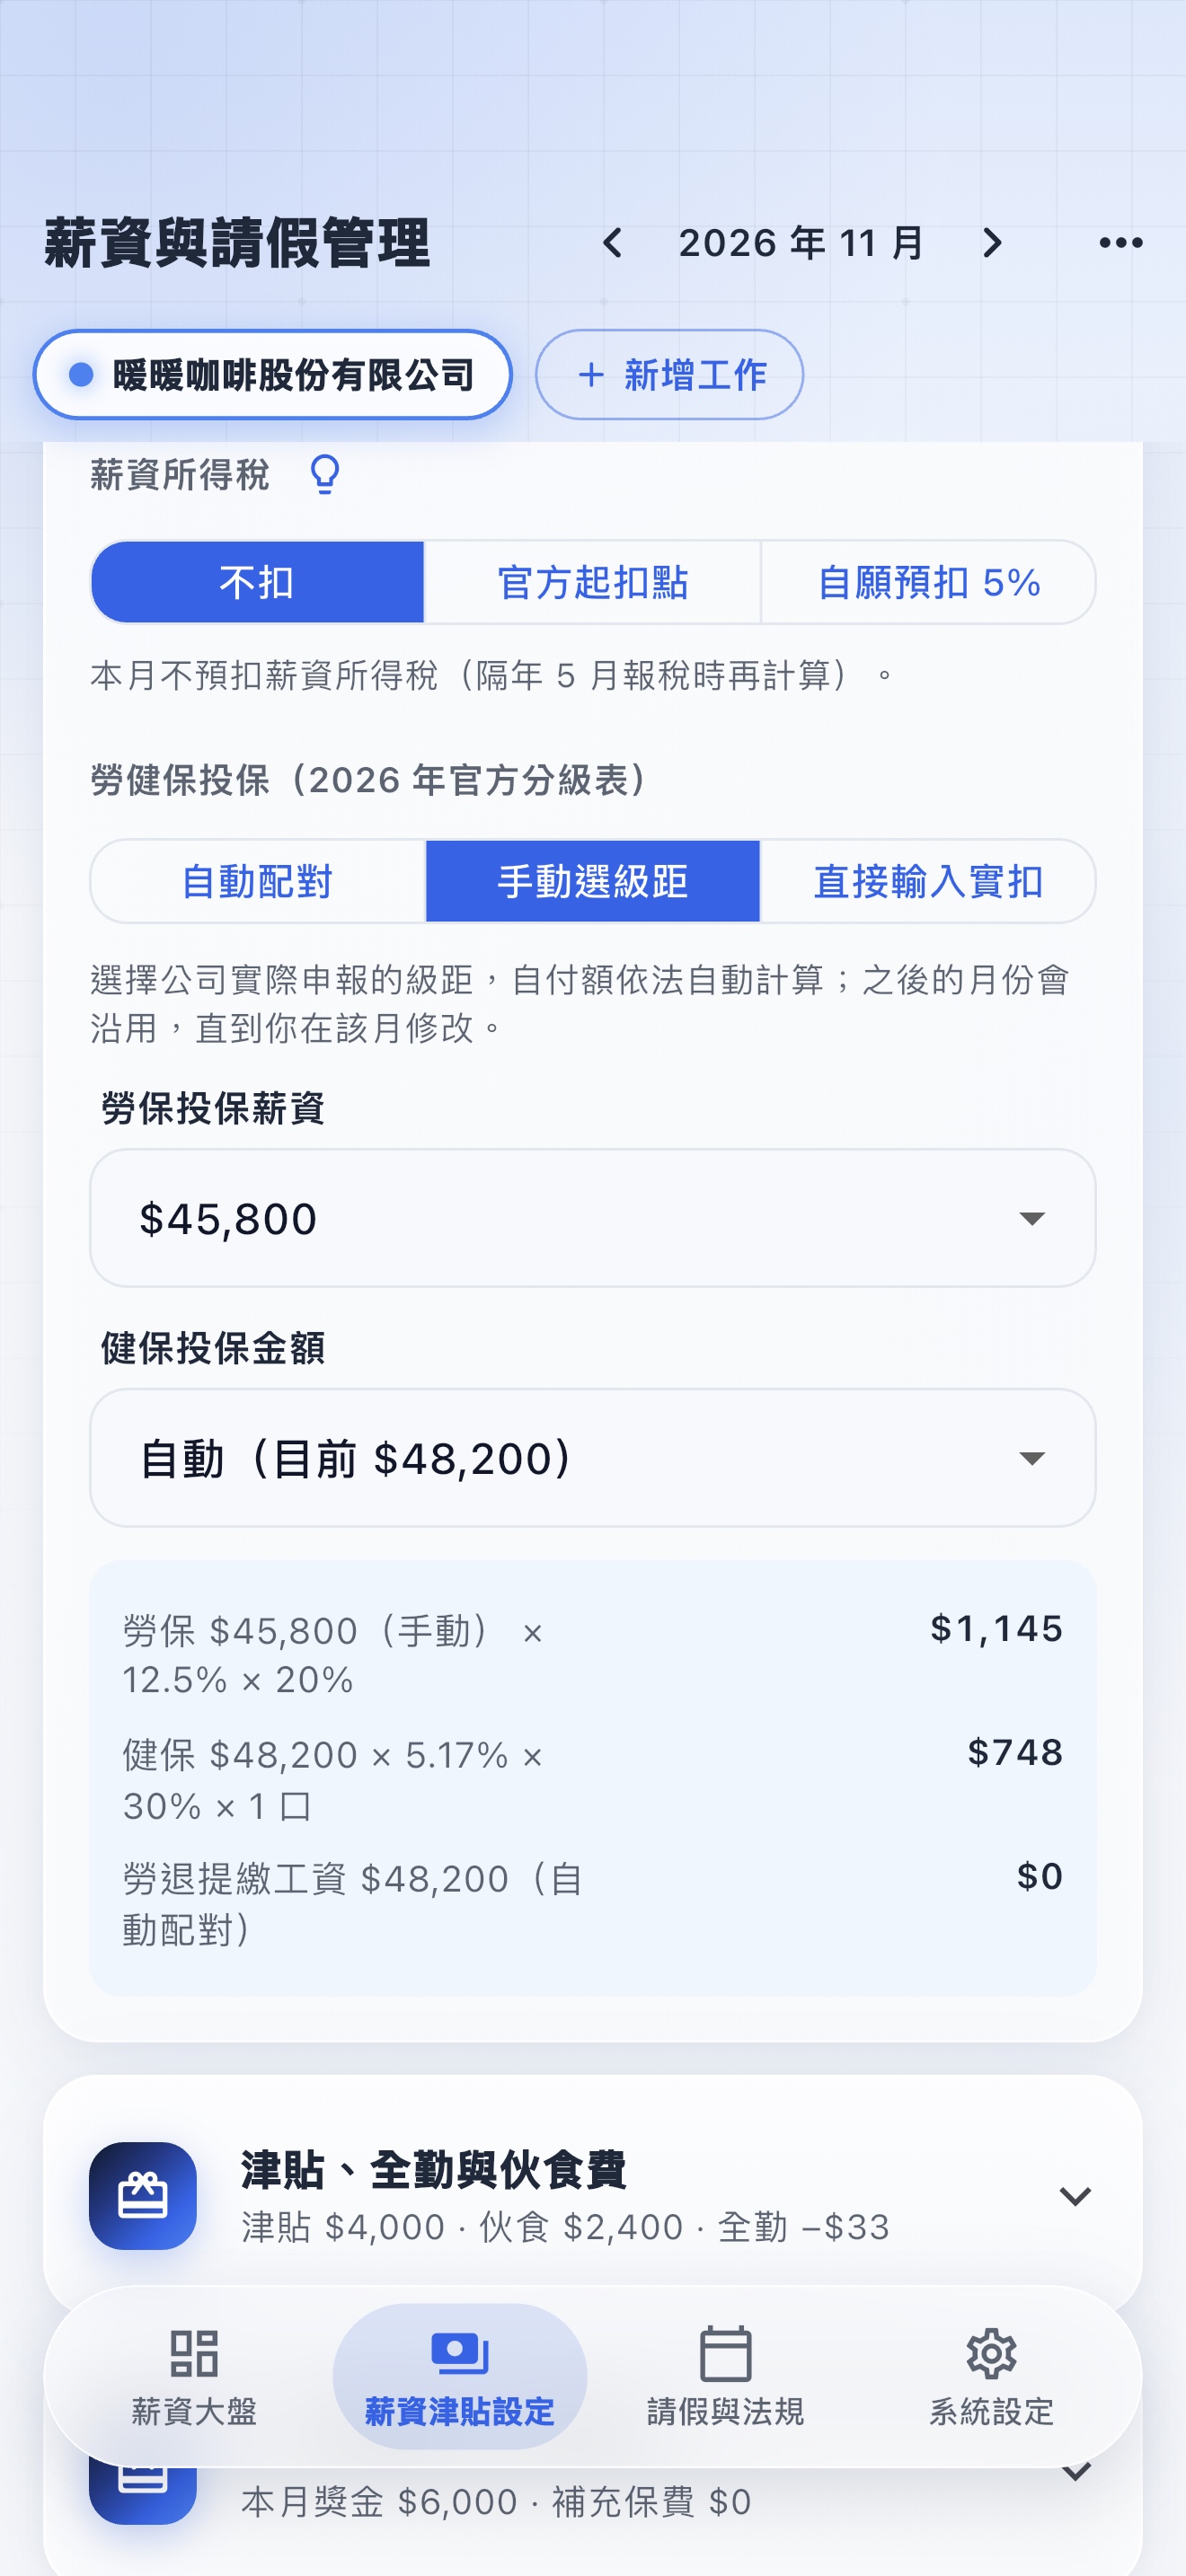 薪資與請假管理
2026 年 11 月
暖暖咖啡股份有限公司
+ 新增工作
薪資所得稅
不扣
官方起扣點
自願預扣 5%
本月不預扣薪資所得稅（隔年 5 月報稅時再計算）。
勞健保投保（2026 年官方分級表）
自動配對
手動選級距
直接輸入實扣
選擇公司實際申報的級距，自付額依法自動計算；之後的月份會
沿用，直到你在該月修改。
勞保投保薪資
$45,800
健保投保金額
自動（目前 $48,200）
勞保 $45,800（手動） ×
12.5% × 20%
$1,145
健保 $48,200 × 5.17% ×
30% × 1 口
$748
勞退提繳工資 $48,200（自
動配對）
$0
津貼、全勤與伙食費
津貼 $4,000 · 伙食 $2,400 · 全勤 −$33
薪資大盤
薪資津貼設定
請假與法規
系統設定
本月獎金 $6,000 · 補充保費 $0